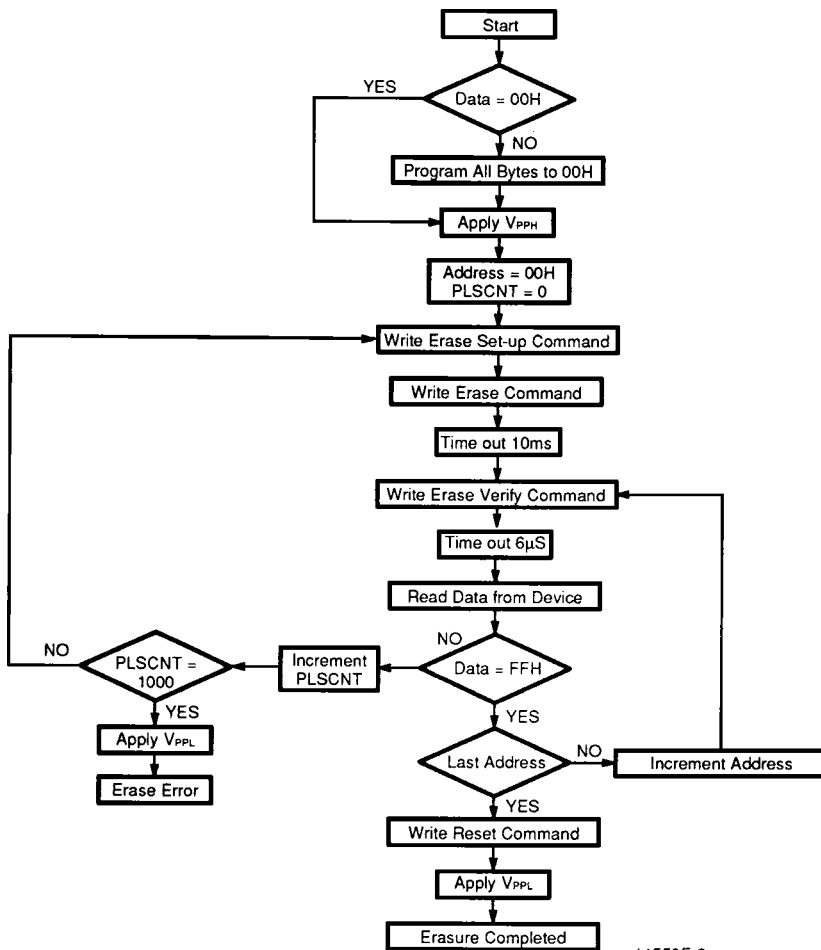 Start
YES
Data = 00H
NO
Program All Bytes to 00H
Apply VPPH
Address = 00H
PLSCNT = 0
Write Erase Set-up Command
Write Erase Command
Time out 10ms
Write Erase Verify Command
Time out 6µS
Read Data from Device
NO
PLSCNT =
1000
Increment
PLSCNT
NO
Data = FFH
YES
Apply VPPL
Erase Error
YES
Last Address
NO
Increment Address
YES
Write Reset Command
Apply VPPL
Erasure Completed